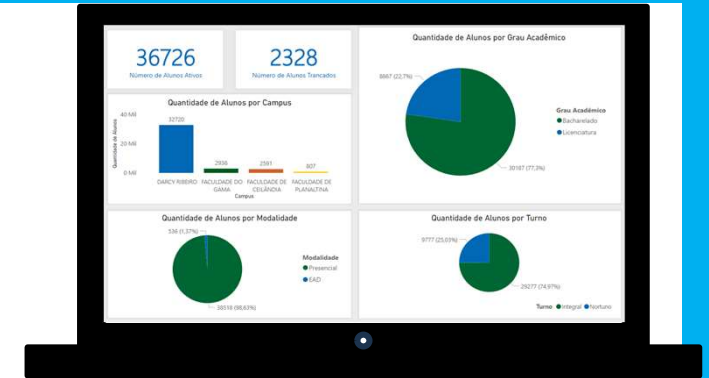 36726
Número de Alunos Ativos
2328
Número de Alunos Trancados
Quantidade de Alunos por Campus
Quantidade de Alunos
40 Mil
20 Mil
0 Mil
32720
2936
2591
807
DARCY RIBEIRO
FACULDADE DO GAMA
FACULDADE DE CEILÂNDIA
FACULDADE DE PLANALTINA
Campus
Quantidade de Alunos por Grau Acadêmico
8867 (22,7%)
30187 (77,3%)
Grau Acadêmico
Bacharelado
Licenciatura
Quantidade de Alunos por Modalidade
536 (1,37%)
38518 (98,63%)
Modalidade
Presencial
EAD
Quantidade de Alunos por Turno
9777 (25,03%)
29277 (74,97%)
Turno Integral Noturno